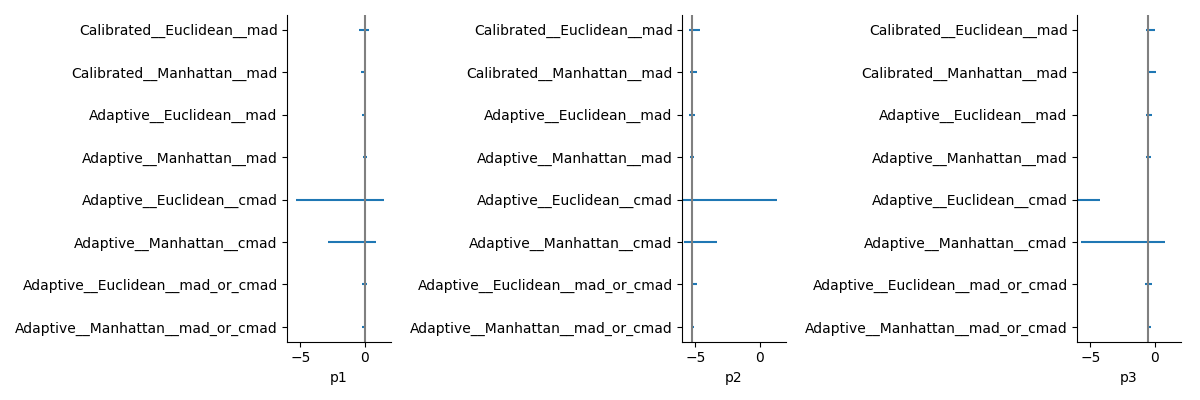 Calibrated__Euclidean__mad
Calibrated__Manhattan__mad
Adaptive__Euclidean__mad
Adaptive__Manhattan__mad
Adaptive__Euclidean__cmad
Adaptive__Manhattan__cmad
Adaptive__Euclidean__mad_or_cmad
Adaptive__Manhattan__mad_or_cmad
−5 0
p1
Calibrated__Euclidean__mad
Calibrated__Manhattan__mad
Adaptive__Euclidean__mad
Adaptive__Manhattan__mad
Adaptive__Euclidean__cmad
Adaptive__Manhattan__cmad
Adaptive__Euclidean__mad_or_cmad
Adaptive__Manhattan__mad_or_cmad
−5 0
p2
Calibrated__Euclidean__mad
Calibrated__Manhattan__mad
Adaptive__Euclidean__mad
Adaptive__Manhattan__mad
Adaptive__Euclidean__cmad
Adaptive__Manhattan__cmad
Adaptive__Euclidean__mad_or_cmad
Adaptive__Manhattan__mad_or_cmad
−5 0
p3